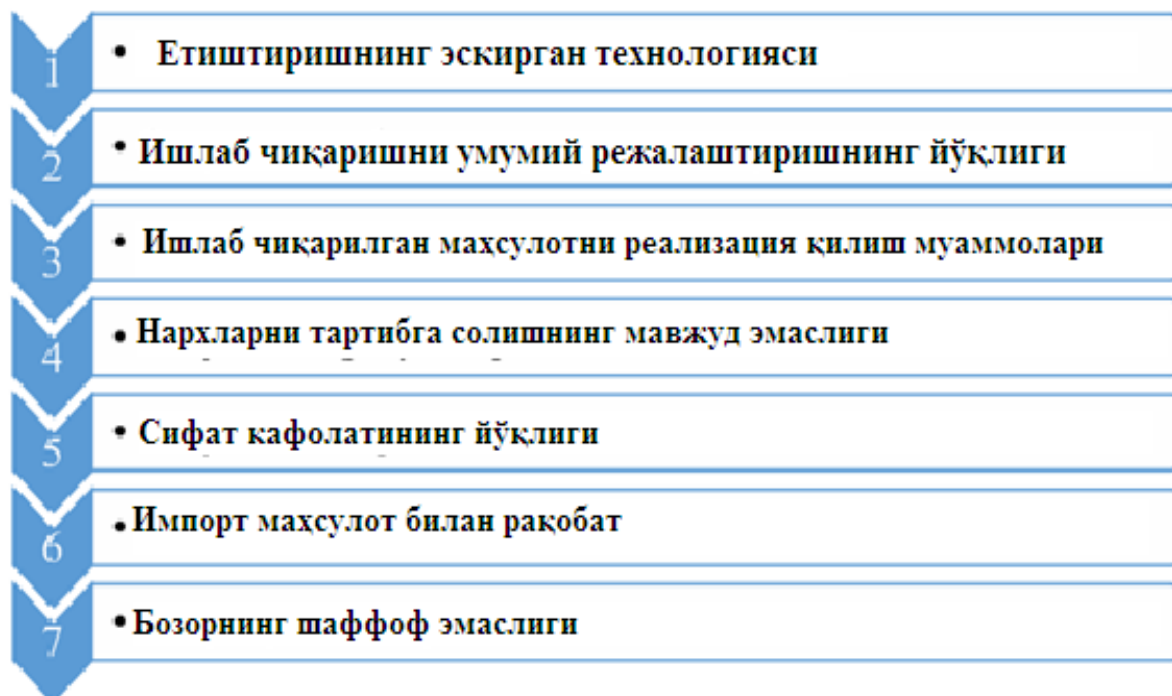 1
• Етиштиришнинг эскирган технологияси
2
• Ишлаб чиқаришни умумий режалаштиришнинг йўқлиги
3
• Ишлаб чиқарилган маҳсулотни реализация қилиш муаммолари
4
• Нархларни тартибга солишнинг мавжуд эмаслиги
5
• Сифат кафолатининг йўқлиги
6
• Импорт маҳсулот билан рақобат
7
• Бозорнинг шаффоф эмаслиги